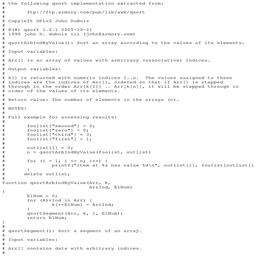 # the following qsort implementation extracted from:
#
#       ftp://ftp.armory.com/pub/lib/awk/qsort
#
# Copyleft GPLv2 John DuBois
#
# @(#) qsort 1.2.1 2005-10-21
# 1990 john h. dubois iii (john@armory.com)
#
# qsortArbIndByValue(): Sort an array according to the values of its elements.
#
# Input variables:
#
# Arr[] is an array of values with arbitrary (associative) indices.
#
# Output variables:
#
# k[] is returned with numeric indices 1..n.  The values assigned to these
# indices are the indices of Arr[], ordered so that if Arr[] is stepped
# through in the order Arr[k[1]] .. Arr[k[n]], it will be stepped through in
# order of the values of its elements.
#
# Return value: The number of elements in the arrays (n).
#
# NOTES:
#
# Full example for accessing results:
#
#       foolist["second"] = 2;
#       foolist["zero"] = 0;
#       foolist["third"] = 3;
#       foolist["first"] = 1;
#
#       outlist[1] = 0;
#       n = qsortArbIndByValue(foolist, outlist)
#
#       for (i = 1; i <= n; i++) {
#               printf("item at %s has value %d\n", outlist[i], foolist[outlist[i
#       }
#      delete outlist;
#
function qsortArbIndByValue(Arr, k,
                            ArrInd, ElNum)
{
        ElNum = 0;
        for (ArrInd in Arr) {
                k[++ElNum] = ArrInd;
        }
        qsortSegment(Arr, k, 1, ElNum);
        return ElNum;
}
#
# qsortSegment(): Sort a segment of an array.
#
# Input variables:
#
# Arr[] contains data with arbitrary indices.
#